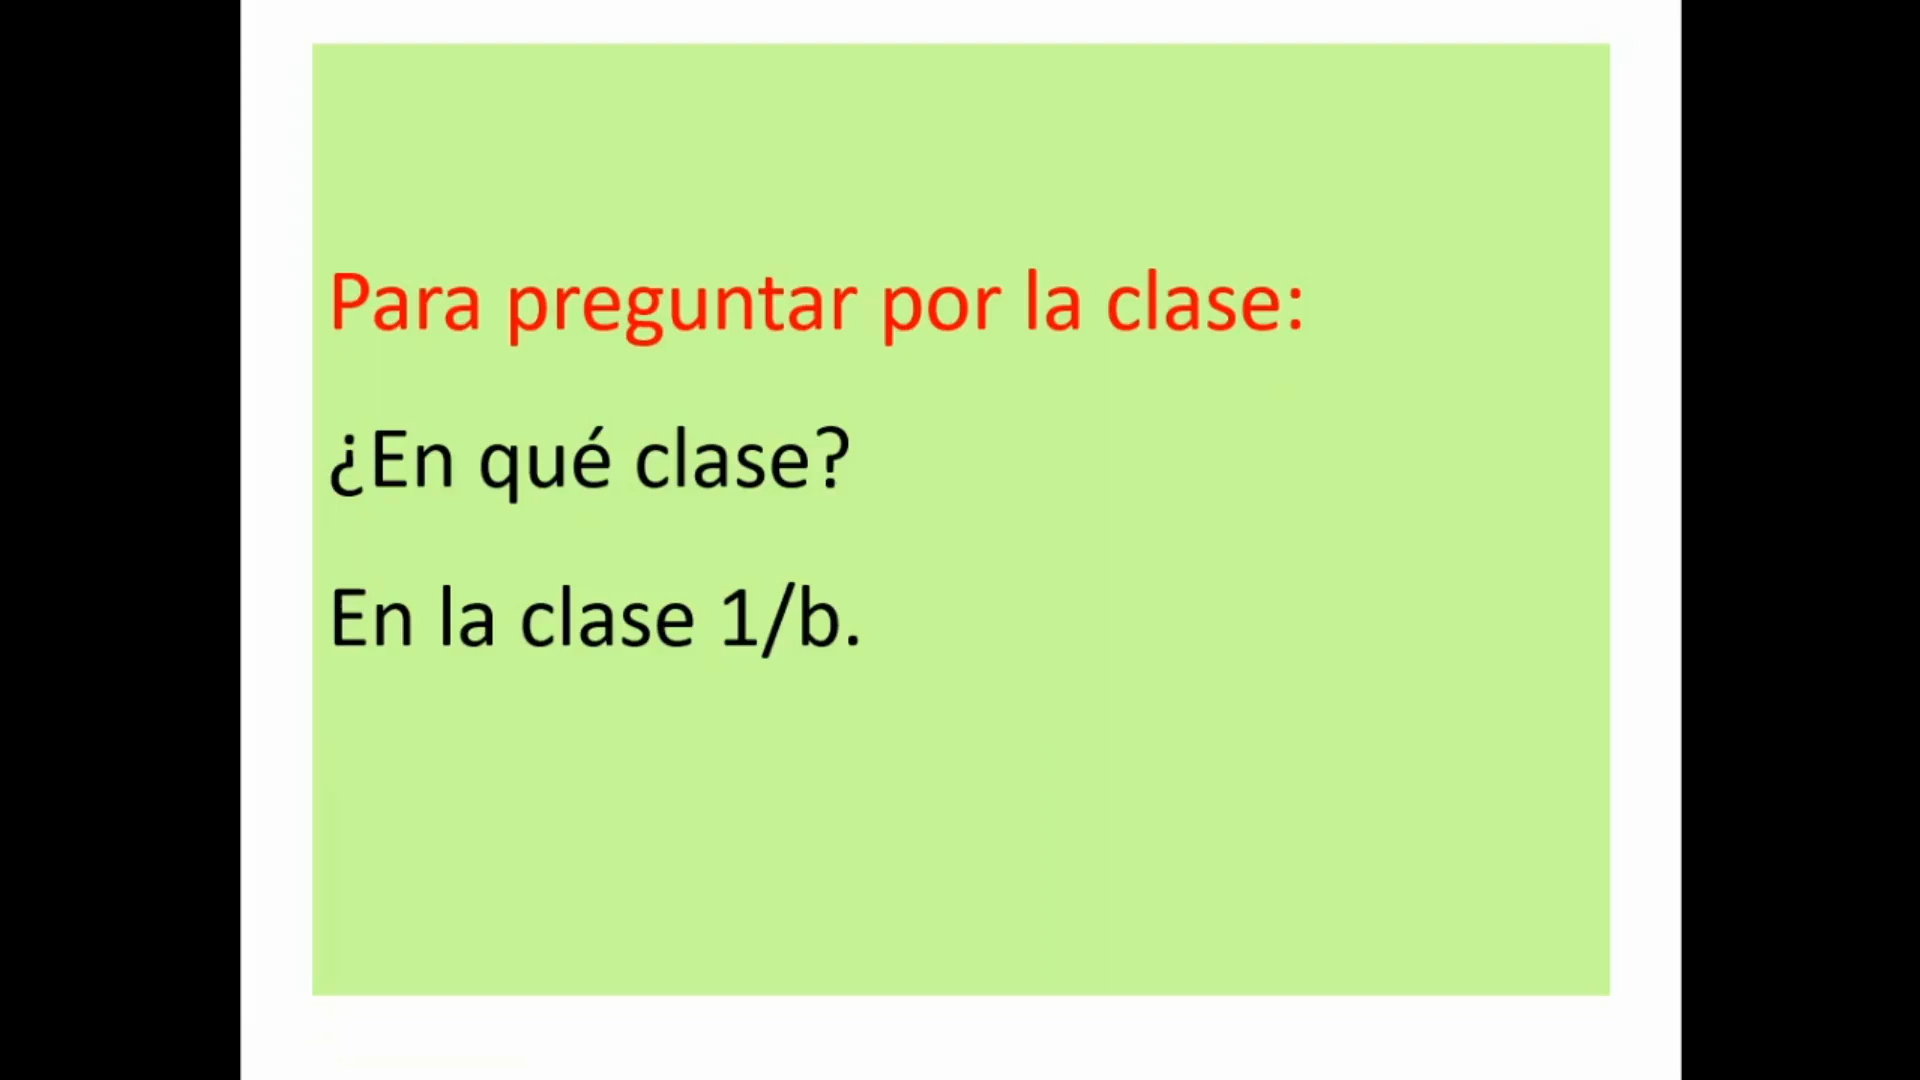 Para preguntar por la clase:
¿En qué clase?
En la clase 1/b.